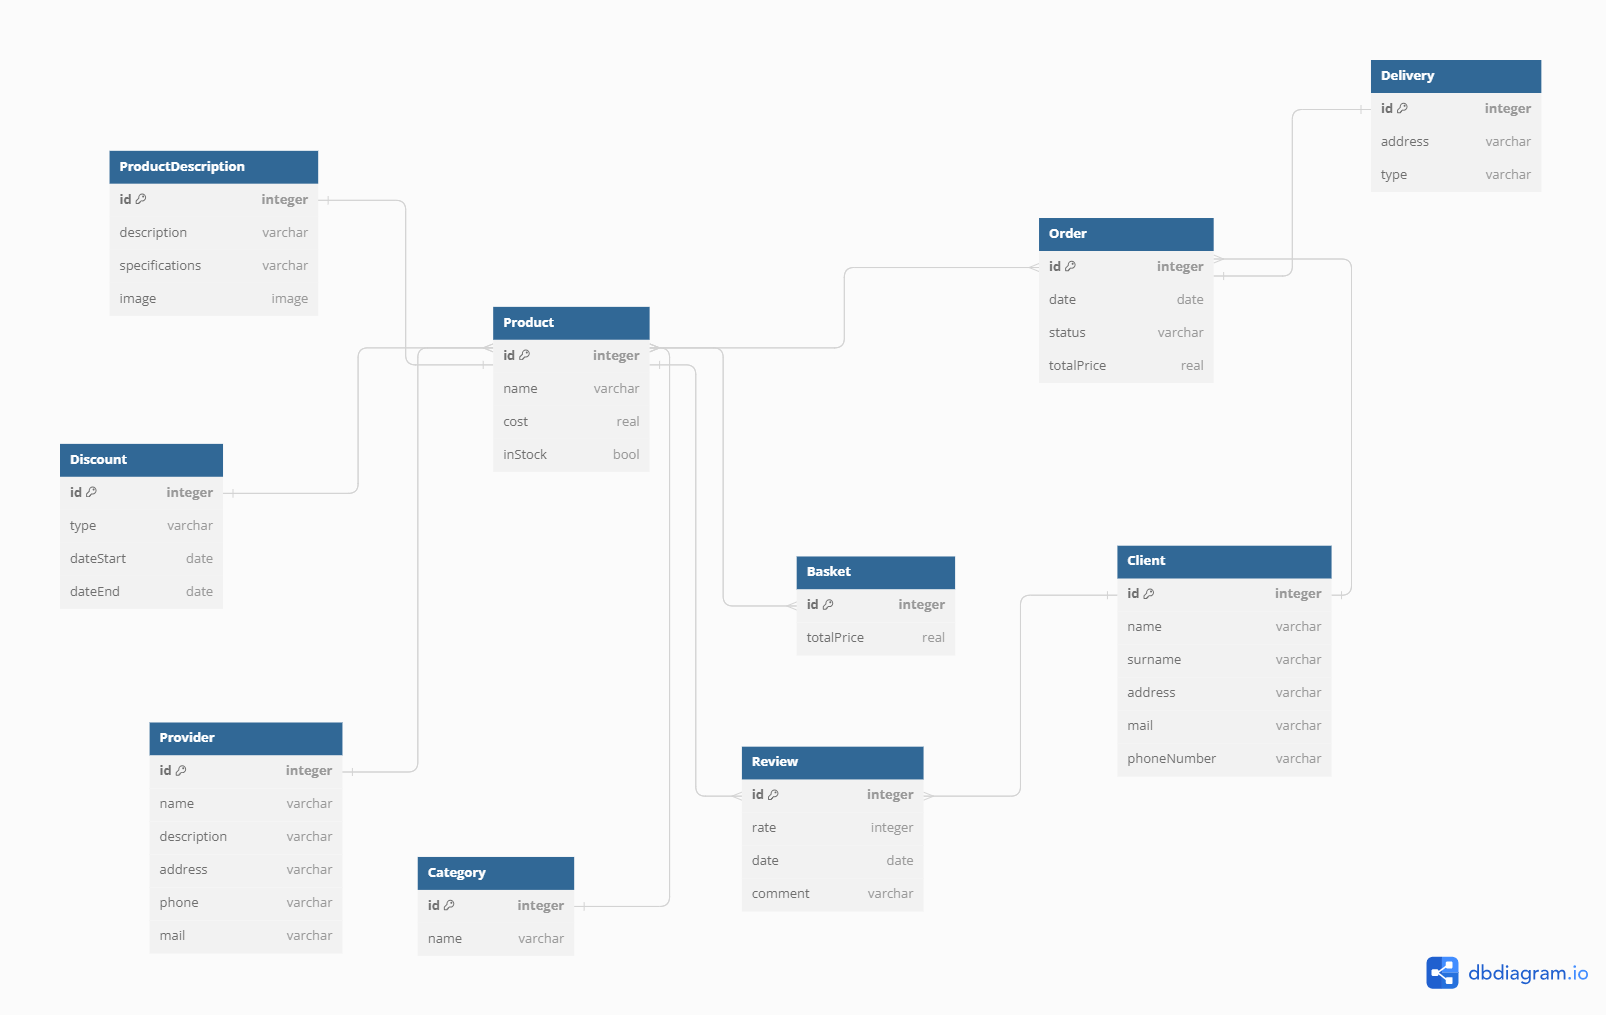 Delivery
id integer
address varchar
type varchar
ProductDescription
id integer
description varchar
specifications varchar
image image
Order
id integer
date date
status varchar
totalPrice real
Product
id integer
name varchar
cost real
inStock bool
Discount
id integer
type varchar
dateStart date
dateEnd date
Basket
id integer
totalPrice real
Client
id integer
name varchar
surname varchar
address varchar
mail varchar
phoneNumber varchar
Provider
id integer
name varchar
description varchar
address varchar
phone varchar
mail varchar
Review
id integer
rate integer
date date
comment varchar
Category
id integer
name varchar
dbdiagram.io